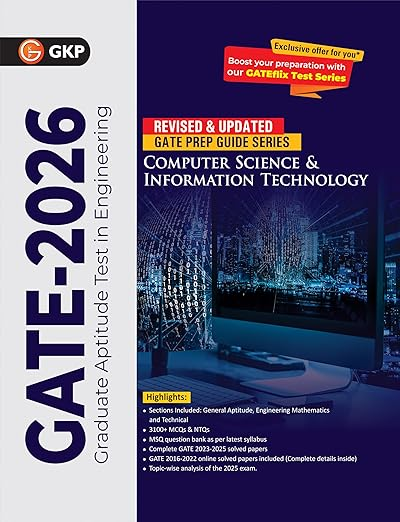 GKP
Exclusive offer for you*
Boost your preparation with
our GATEflix Test Series
GATE-2026
Graduate Aptitude Test in Engineering
REVISED & UPDATED
GATE PREP GUIDE SERIES
COMPUTER SCIENCE &
INFORMATION TECHNOLOGY
Highlights:
• Sections Included: General Aptitude, Engineering Mathematics
and Technical
• 3100+ MCQs & NTQs
• MSQ question bank as per latest syllabus
• Complete GATE 2023-2025 solved papers
• GATE 2016-2022 online solved papers included (Complete details inside)
• Topic-wise analysis of the 2025 exam.